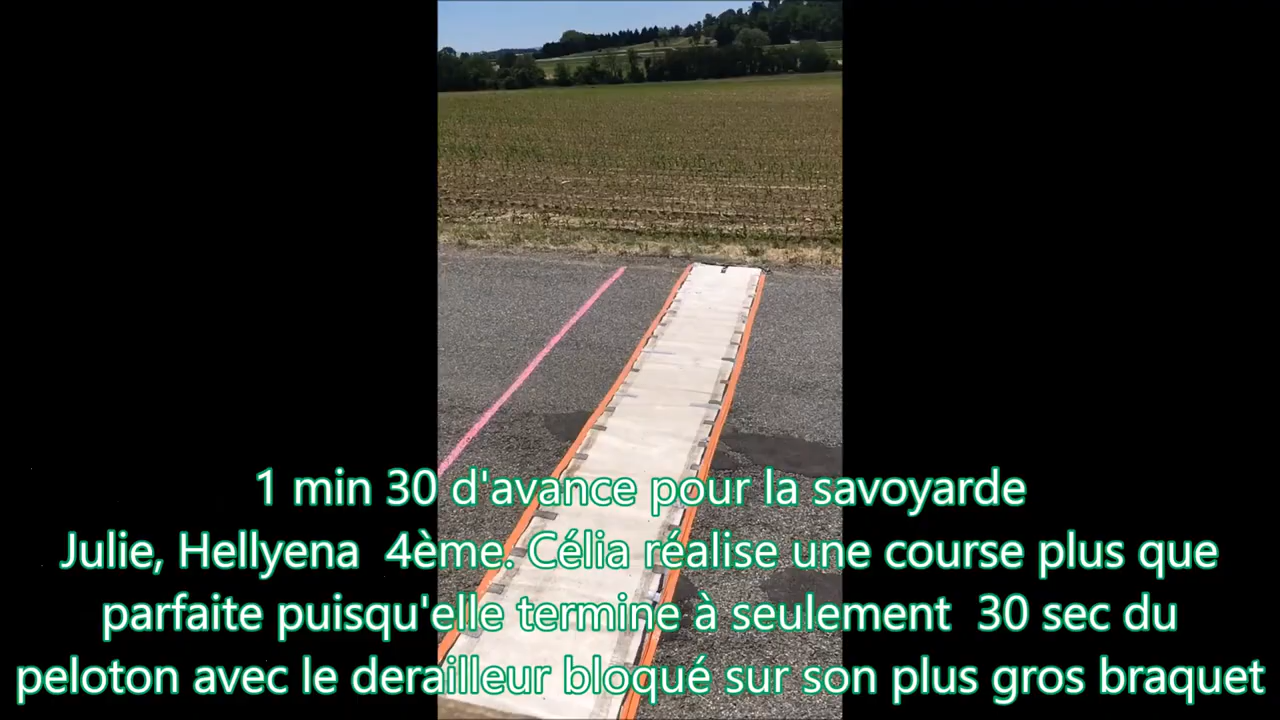 1 min 30 d'avance pour la savoyarde
Julie, Hellyena 4ème. Célia réalise une course plus que
parfaite puisqu'elle termine à seulement 30 sec du
peloton avec le derailleur bloqué sur son plus gros braquet